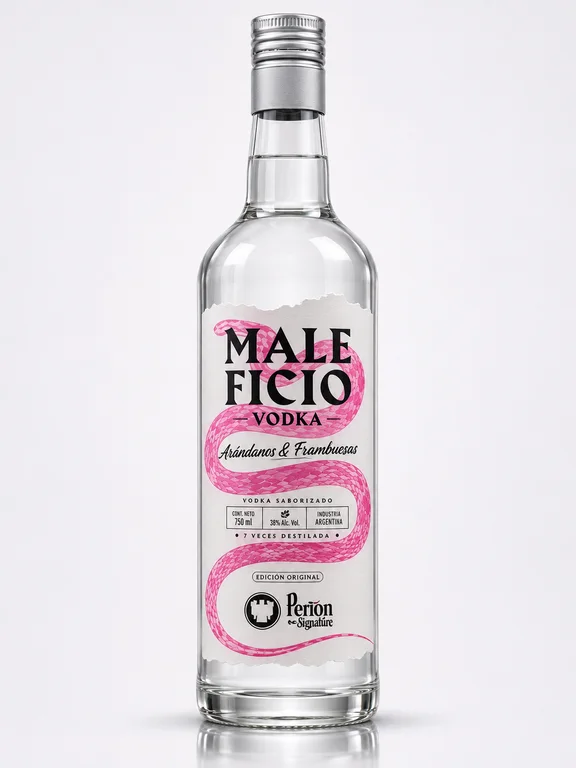 MALE
FICIO
VODKA
Arándanos & Frambuesas
VODKA SABORIZADO
CONT. NETO
750 ml
38% Alc. Vol.
INDUSTRIA
ARGENTINA
• 7 VECES DESTILADA •
EDICIÓN ORIGINAL
Perión
Signature